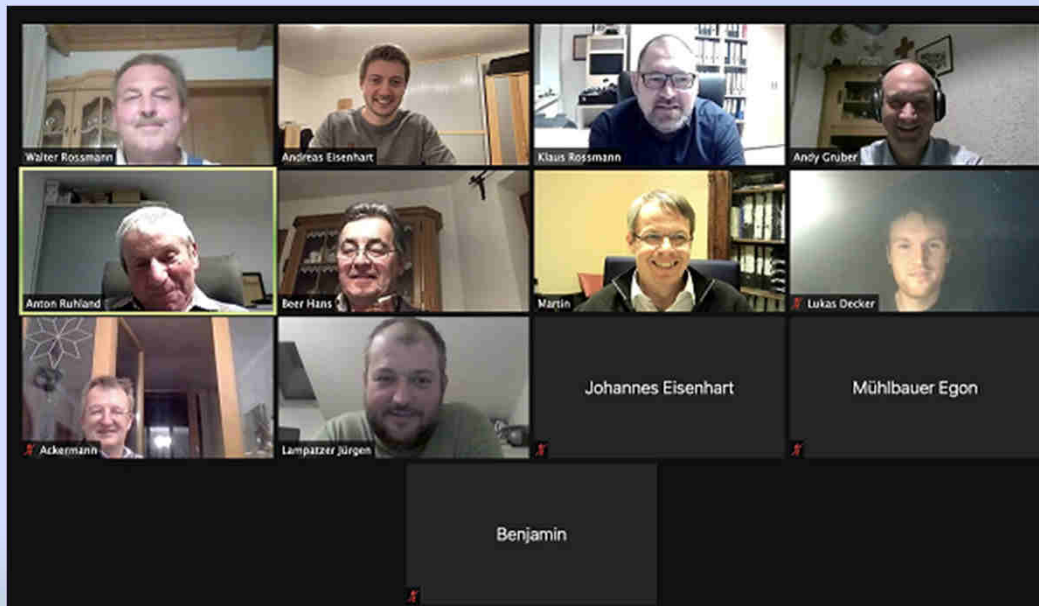 Walter Rossmann
Andreas Eisenhart
Klaus Rossmann
Andy Gruber
Anton Ruhland
Beer Hans
Martin
Lukas Decker
Ackermann
Lampatzer Jürgen
Johannes Eisenhart
Mühlbauer Egon
Benjamin